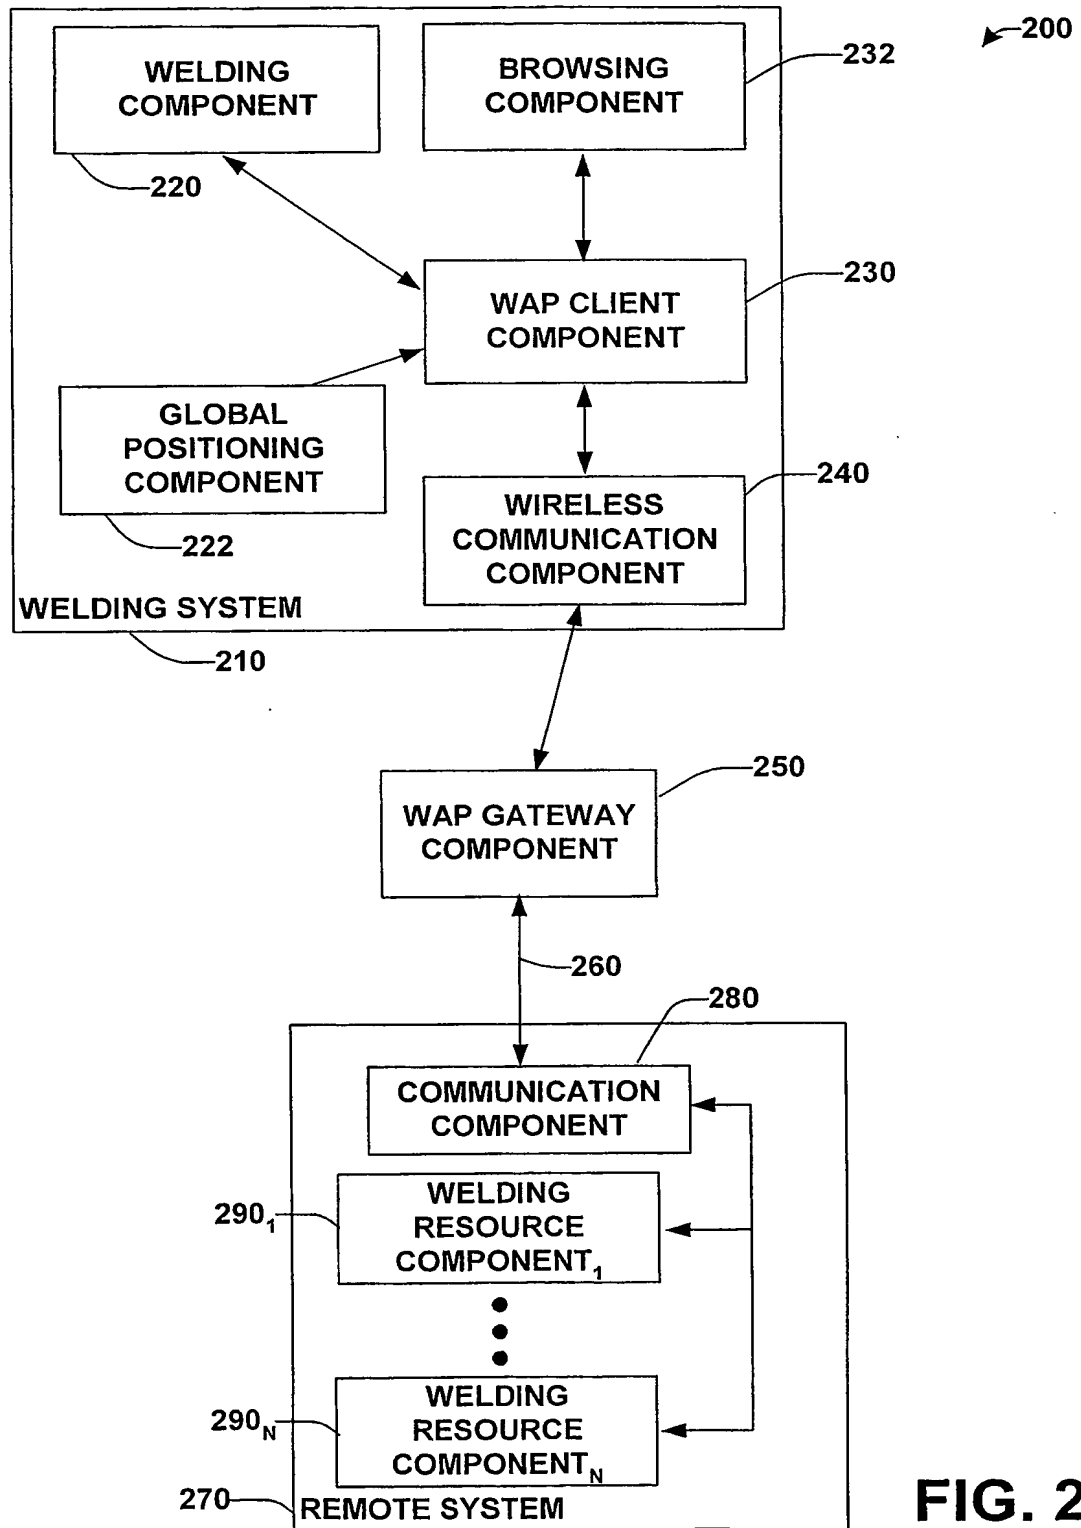 200
WELDING
COMPONENT
220
BROWSING
COMPONENT
232
WAP CLIENT
COMPONENT
230
GLOBAL
POSITIONING
COMPONENT
222
WIRELESS
COMMUNICATION
COMPONENT
240
WELDING SYSTEM
210
WAP GATEWAY
COMPONENT
250
260
280
COMMUNICATION
COMPONENT
WELDING
RESOURCE
COMPONENT₁
290₁
WELDING
RESOURCE
COMPONENT_N
290_N
270
REMOTE SYSTEM
FIG. 2